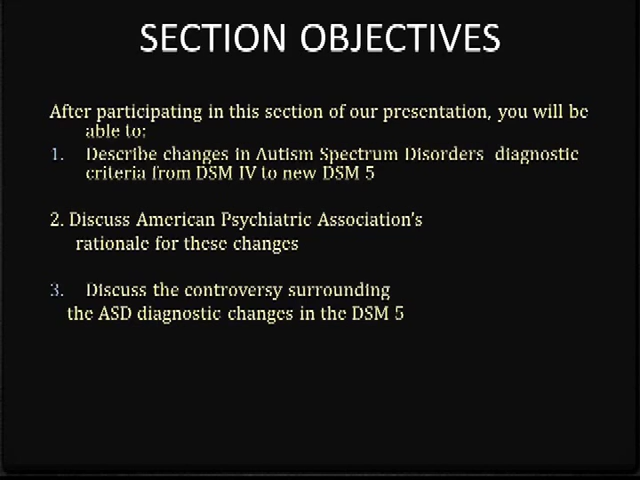 SECTION OBJECTIVES
After participating in this section of our presentation, you will be
able to:
1. Describe changes in Autism Spectrum Disorders diagnostic
criteria from DSM IV to new DSM 5
2. Discuss American Psychiatric Association's
rationale for these changes
3. Discuss the controversy surrounding
the ASD diagnostic changes in the DSM 5